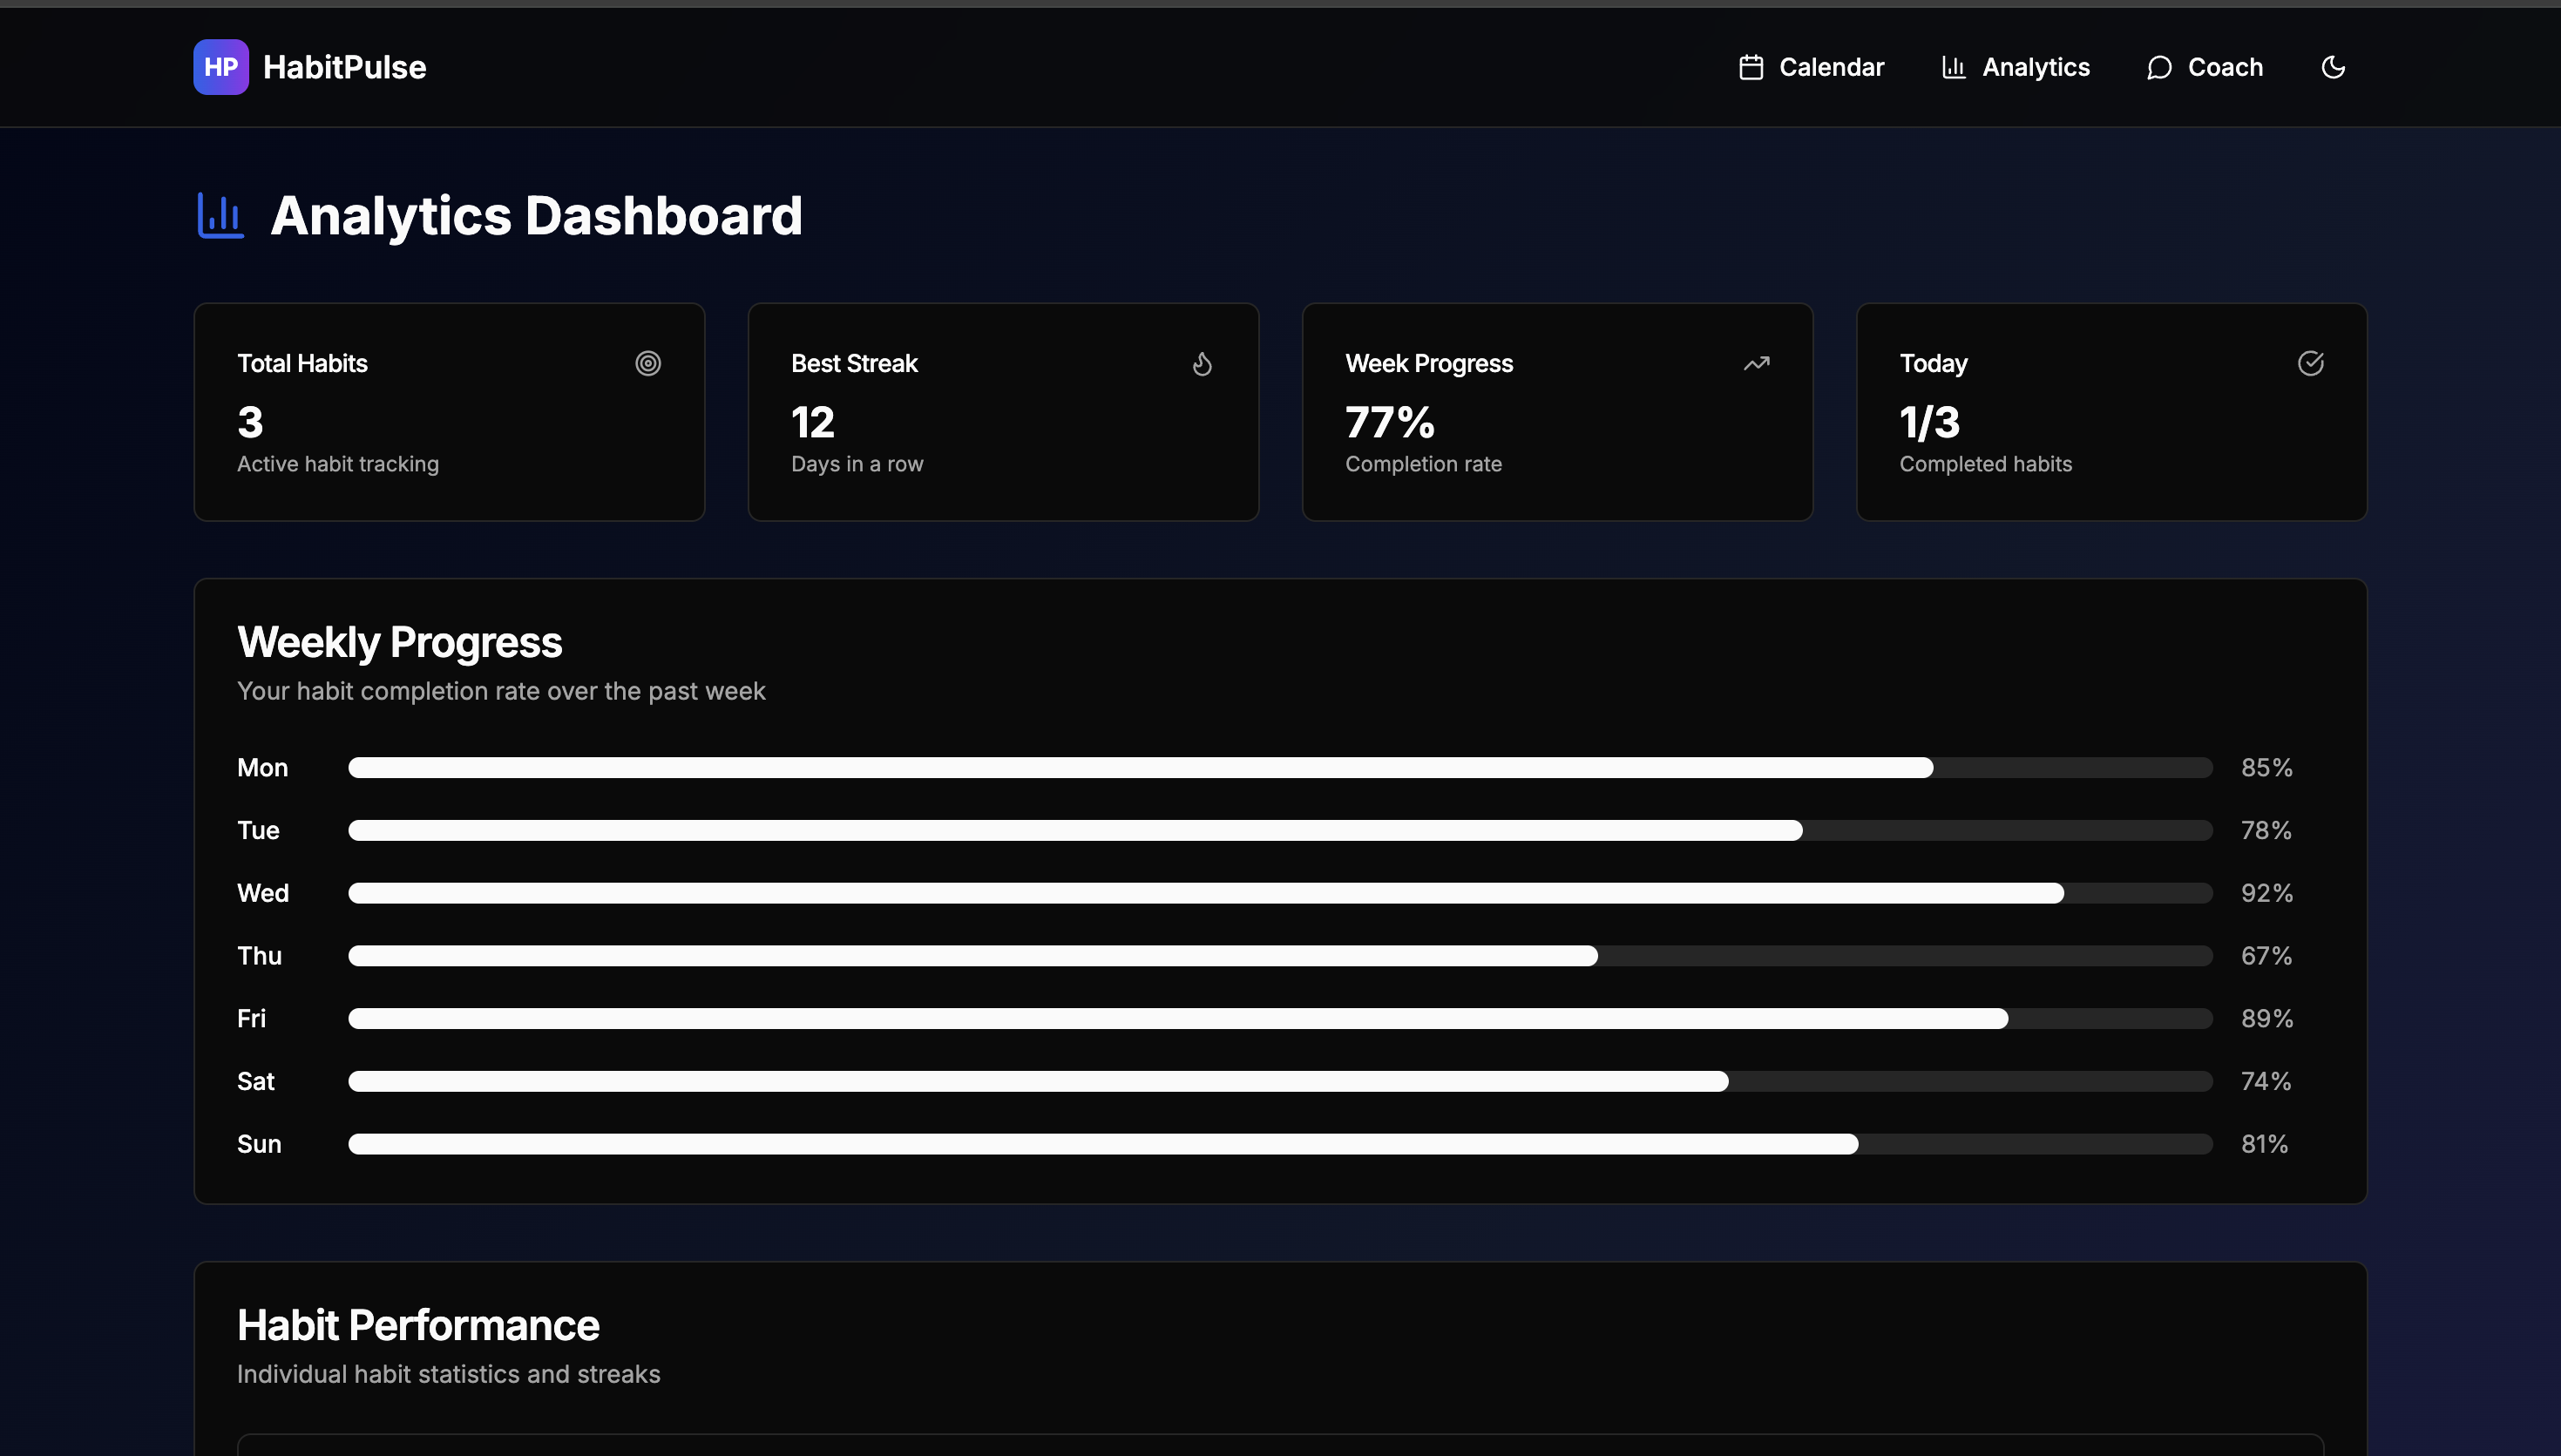 HP HabitPulse Calendar Analytics Coach
Analytics Dashboard
Total Habits
3
Active habit tracking
Best Streak
12
Days in a row
Week Progress
77%
Completion rate
Today
1/3
Completed habits
Weekly Progress
Your habit completion rate over the past week
Mon 85%
Tue 78%
Wed 92%
Thu 67%
Fri 89%
Sat 74%
Sun 81%
Habit Performance
Individual habit statistics and streaks